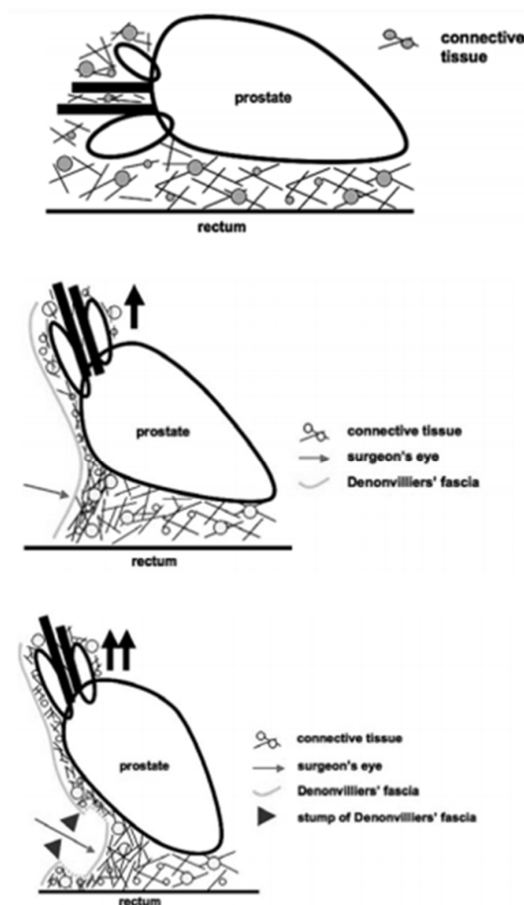 connective
tissue
prostate
rectum
prostate
connective tissue
surgeon's eye
Denonvilliers' fascia
rectum
connective tissue
surgeon's eye
prostate
Denonvilliers' fascia
stump of Denonvilliers' fascia
rectum